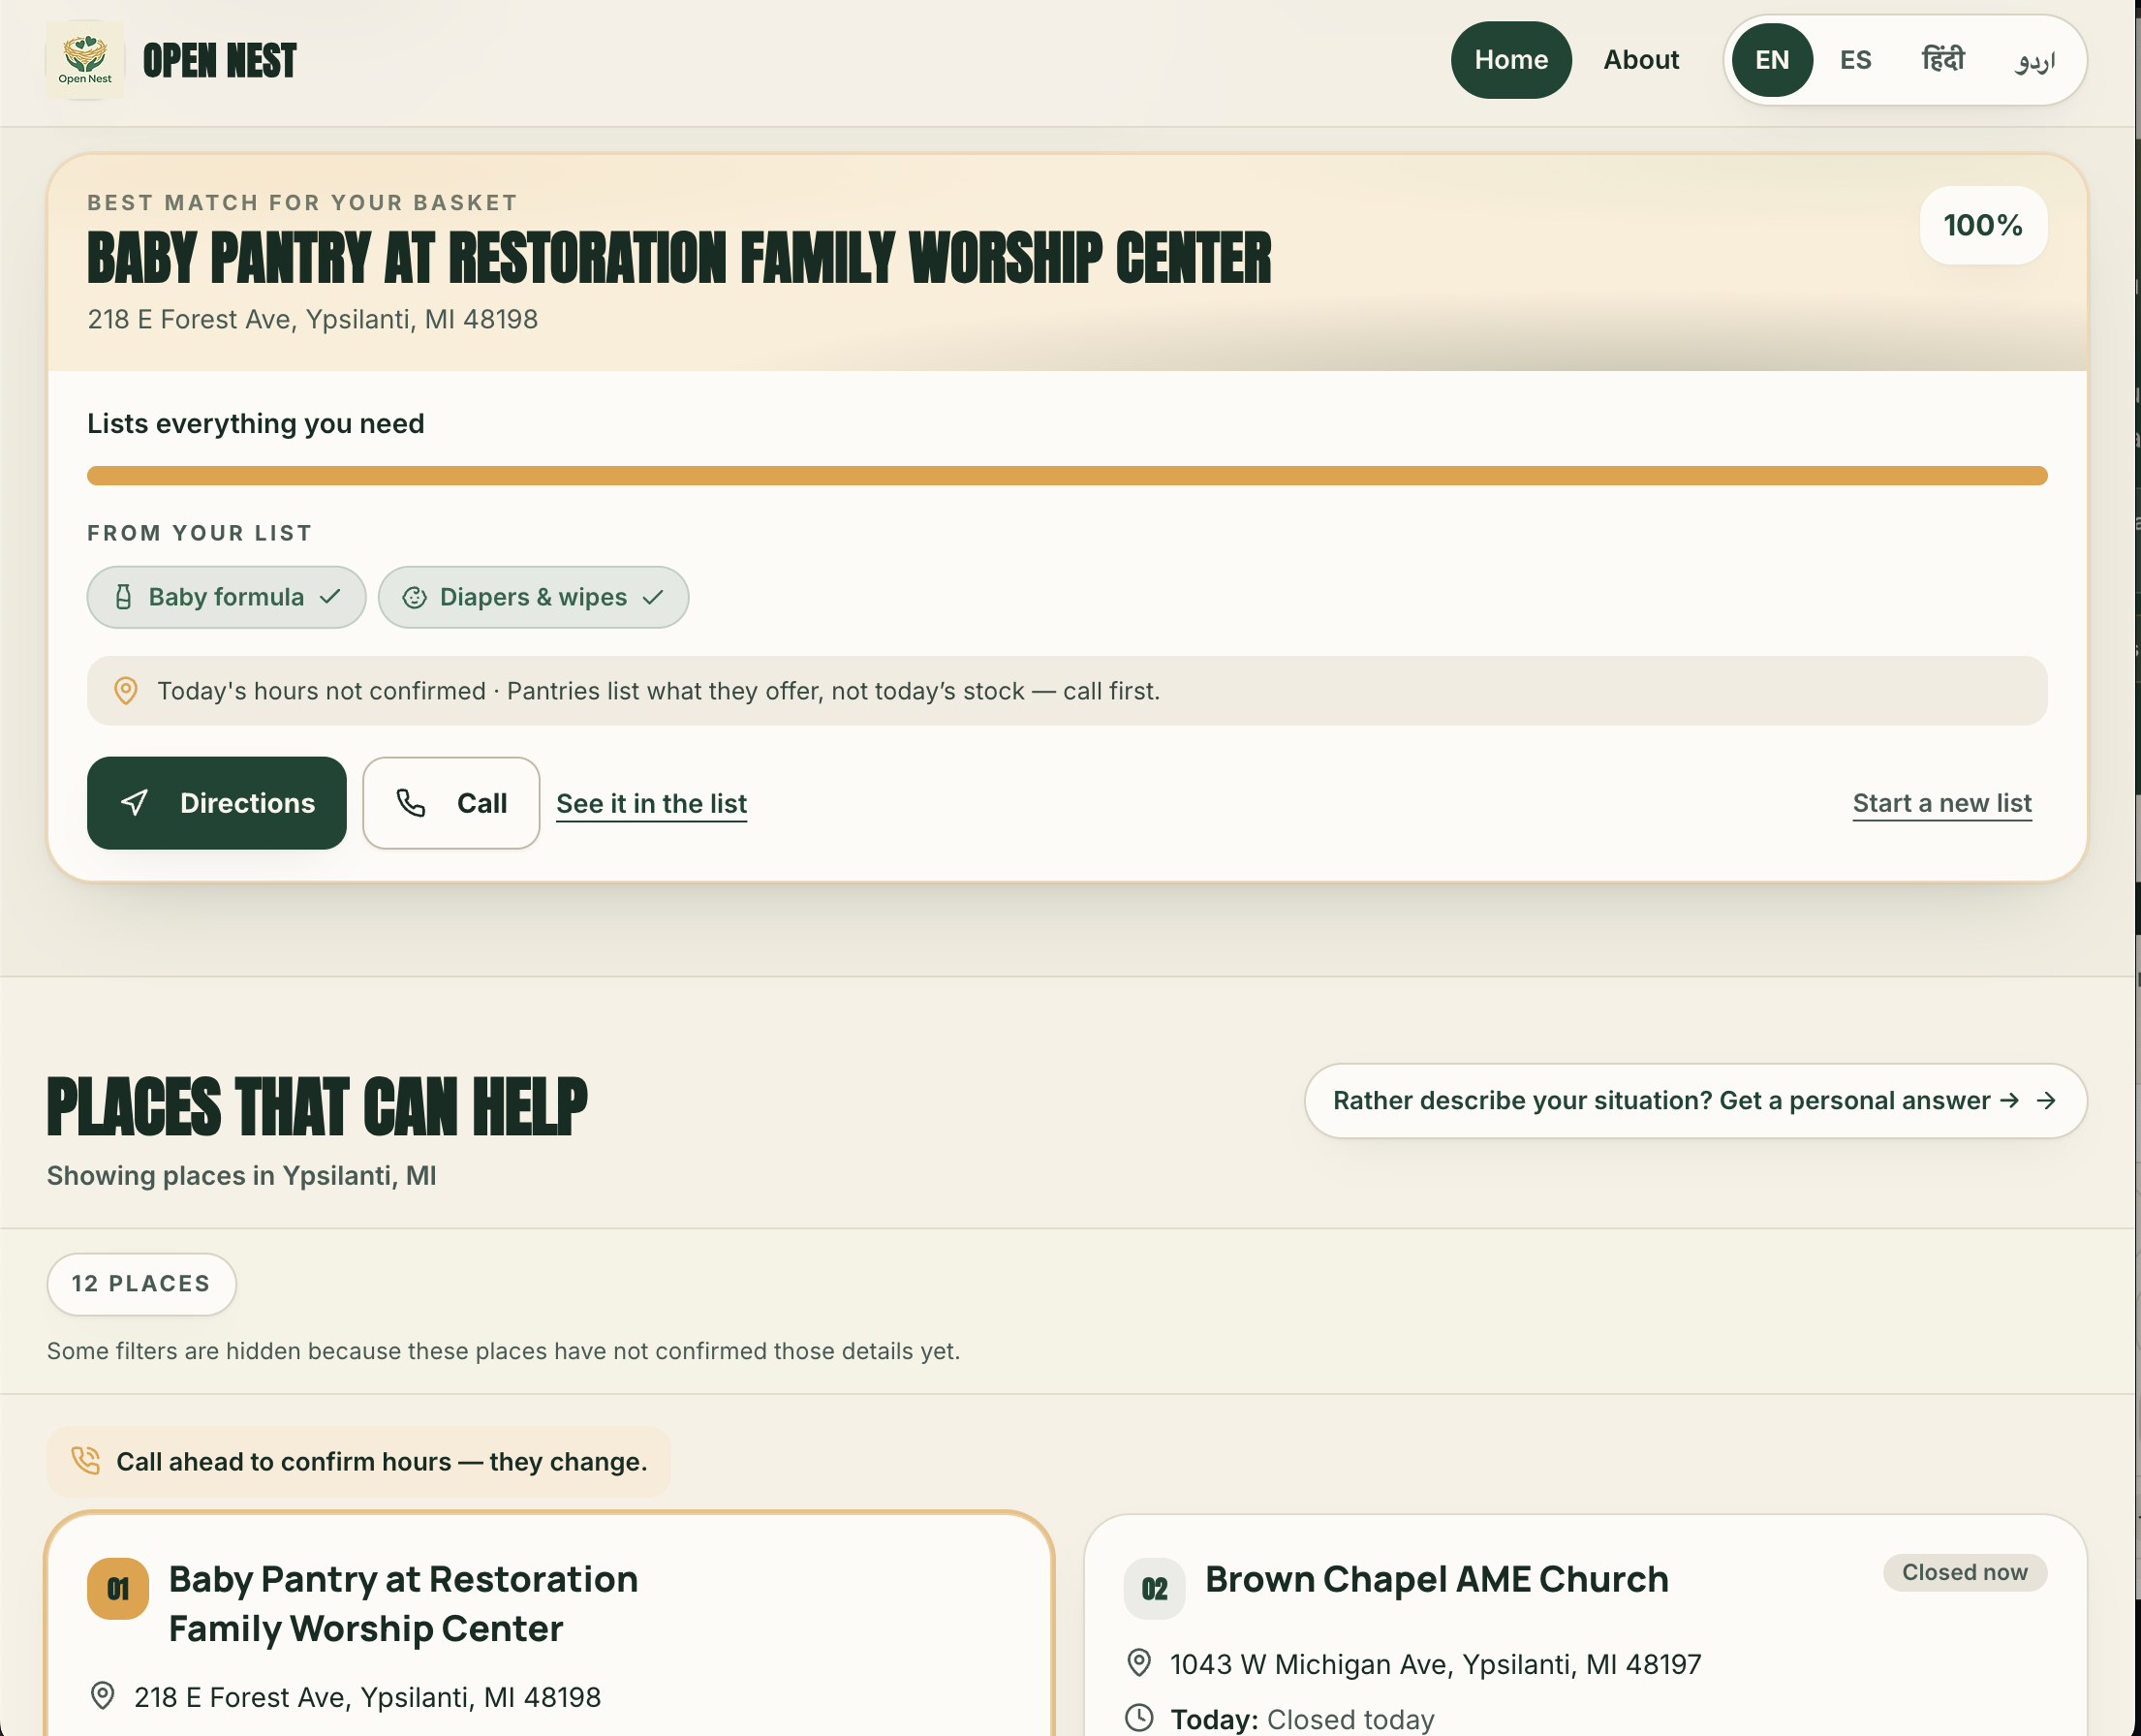 Open Nest
OPEN NEST
Home
About
EN
ES
हिंदी
اردو
BEST MATCH FOR YOUR BASKET
100%
BABY PANTRY AT RESTORATION FAMILY WORSHIP CENTER
218 E Forest Ave, Ypsilanti, MI 48198
Lists everything you need
FROM YOUR LIST
Baby formula
Diapers & wipes
Today's hours not confirmed · Pantries list what they offer, not today’s stock — call first.
Directions
Call
See it in the list
Start a new list
PLACES THAT CAN HELP
Rather describe your situation? Get a personal answer → →
Showing places in Ypsilanti, MI
12 PLACES
Some filters are hidden because these places have not confirmed those details yet.
Call ahead to confirm hours — they change.
01
Baby Pantry at Restoration
Family Worship Center
218 E Forest Ave, Ypsilanti, MI 48198
02
Brown Chapel AME Church
Closed now
1043 W Michigan Ave, Ypsilanti, MI 48197
Today: Closed today